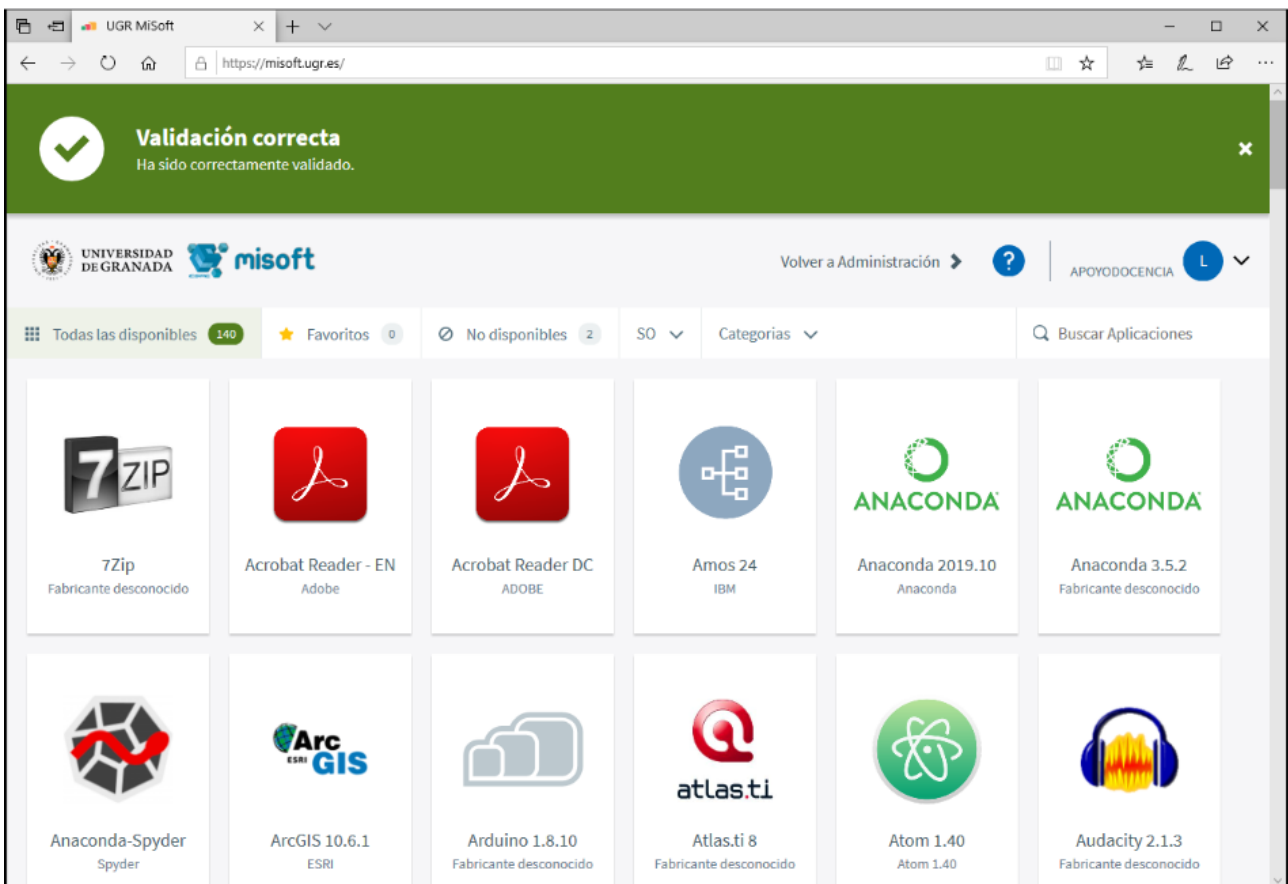 UGR MiSoft
https://misoft.ugr.es/
Validación correcta
Ha sido correctamente validado.
UNIVERSIDAD
DE GRANADA
misoft
Volver a Administración
?
APOYODOCENCIA
L
Todas las disponibles 140
Favoritos 0
No disponibles 2
SO
Categorias
Buscar Aplicaciones
7ZIP
7Zip
Fabricante desconocido
Acrobat Reader - EN
Adobe
Acrobat Reader DC
ADOBE
Amos 24
IBM
ANACONDA
Anaconda 2019.10
Anaconda
ANACONDA
Anaconda 3.5.2
Fabricante desconocido
Anaconda-Spyder
Spyder
Arc
ESRI GIS
ArcGIS 10.6.1
ESRI
Arduino 1.8.10
Fabricante desconocido
atlas.ti
Atlas.ti 8
Fabricante desconocido
Atom 1.40
Atom 1.40
Audacity 2.1.3
Fabricante desconocido